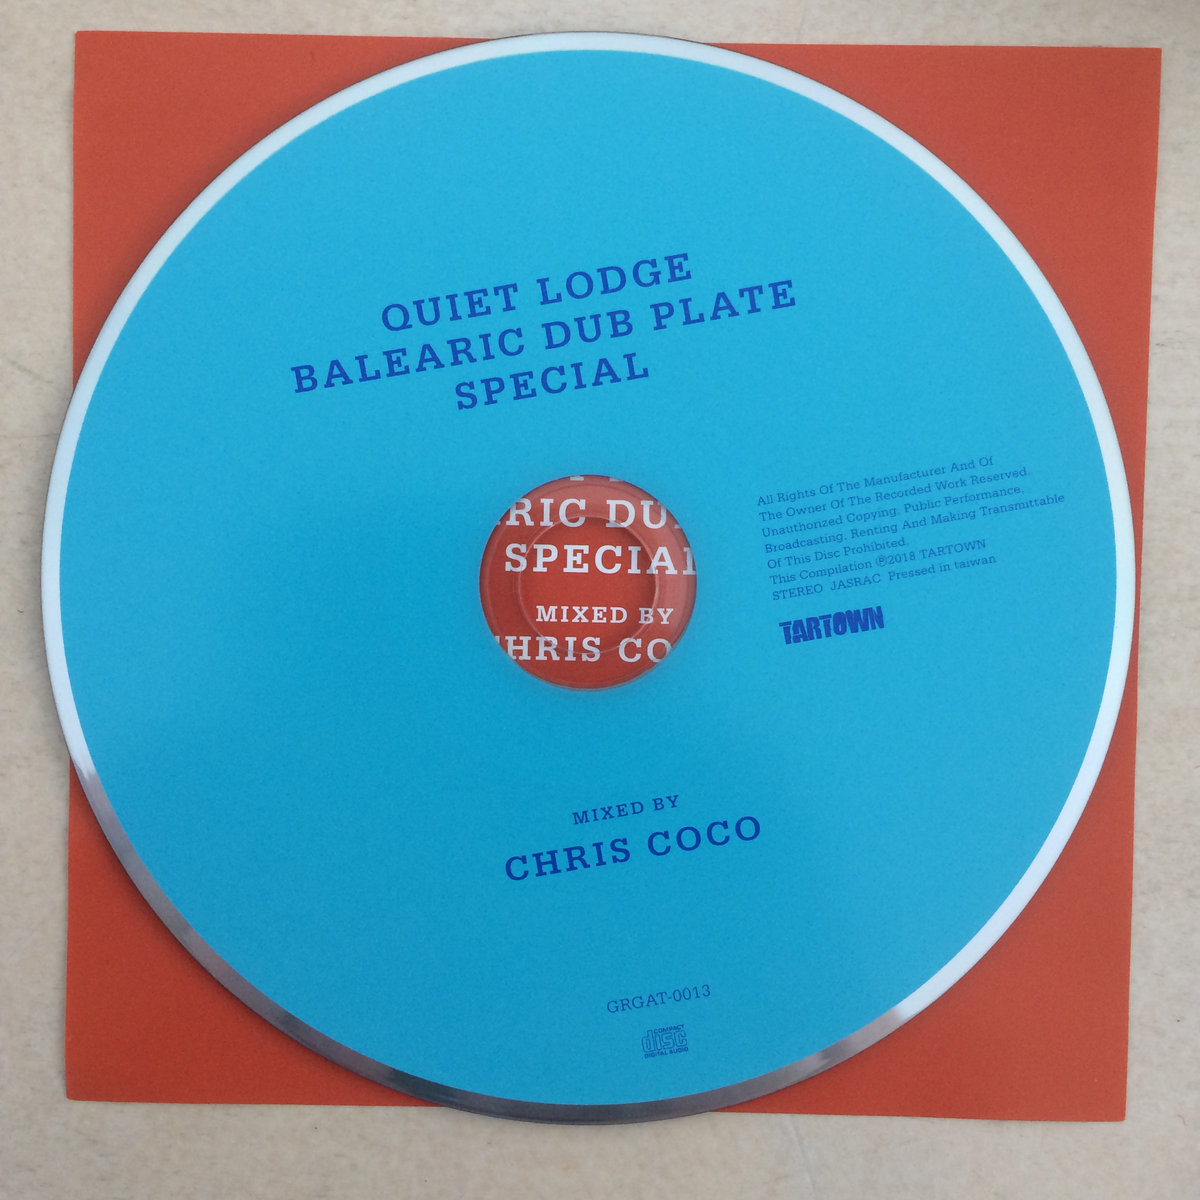 QUIET LODGE
BALEARIC DUB PLATE
SPECIAL
RIC DU
SPECIAL
MIXED BY
HRIS CO
All Rights Of The Manufacturer And Of
The Owner Of The Recorded Work Reserved.
Unauthorized Copying, Public Performance,
Broadcasting, Renting And Making Transmittable
Of This Disc Prohibited.
This Compilation ℗2018 TARTOWN
STEREO JASRAC Pressed in taiwan
TARTOWN
MIXED BY
CHRIS COCO
GRGAT-0013
COMPACT
disc
DIGITAL AUDIO